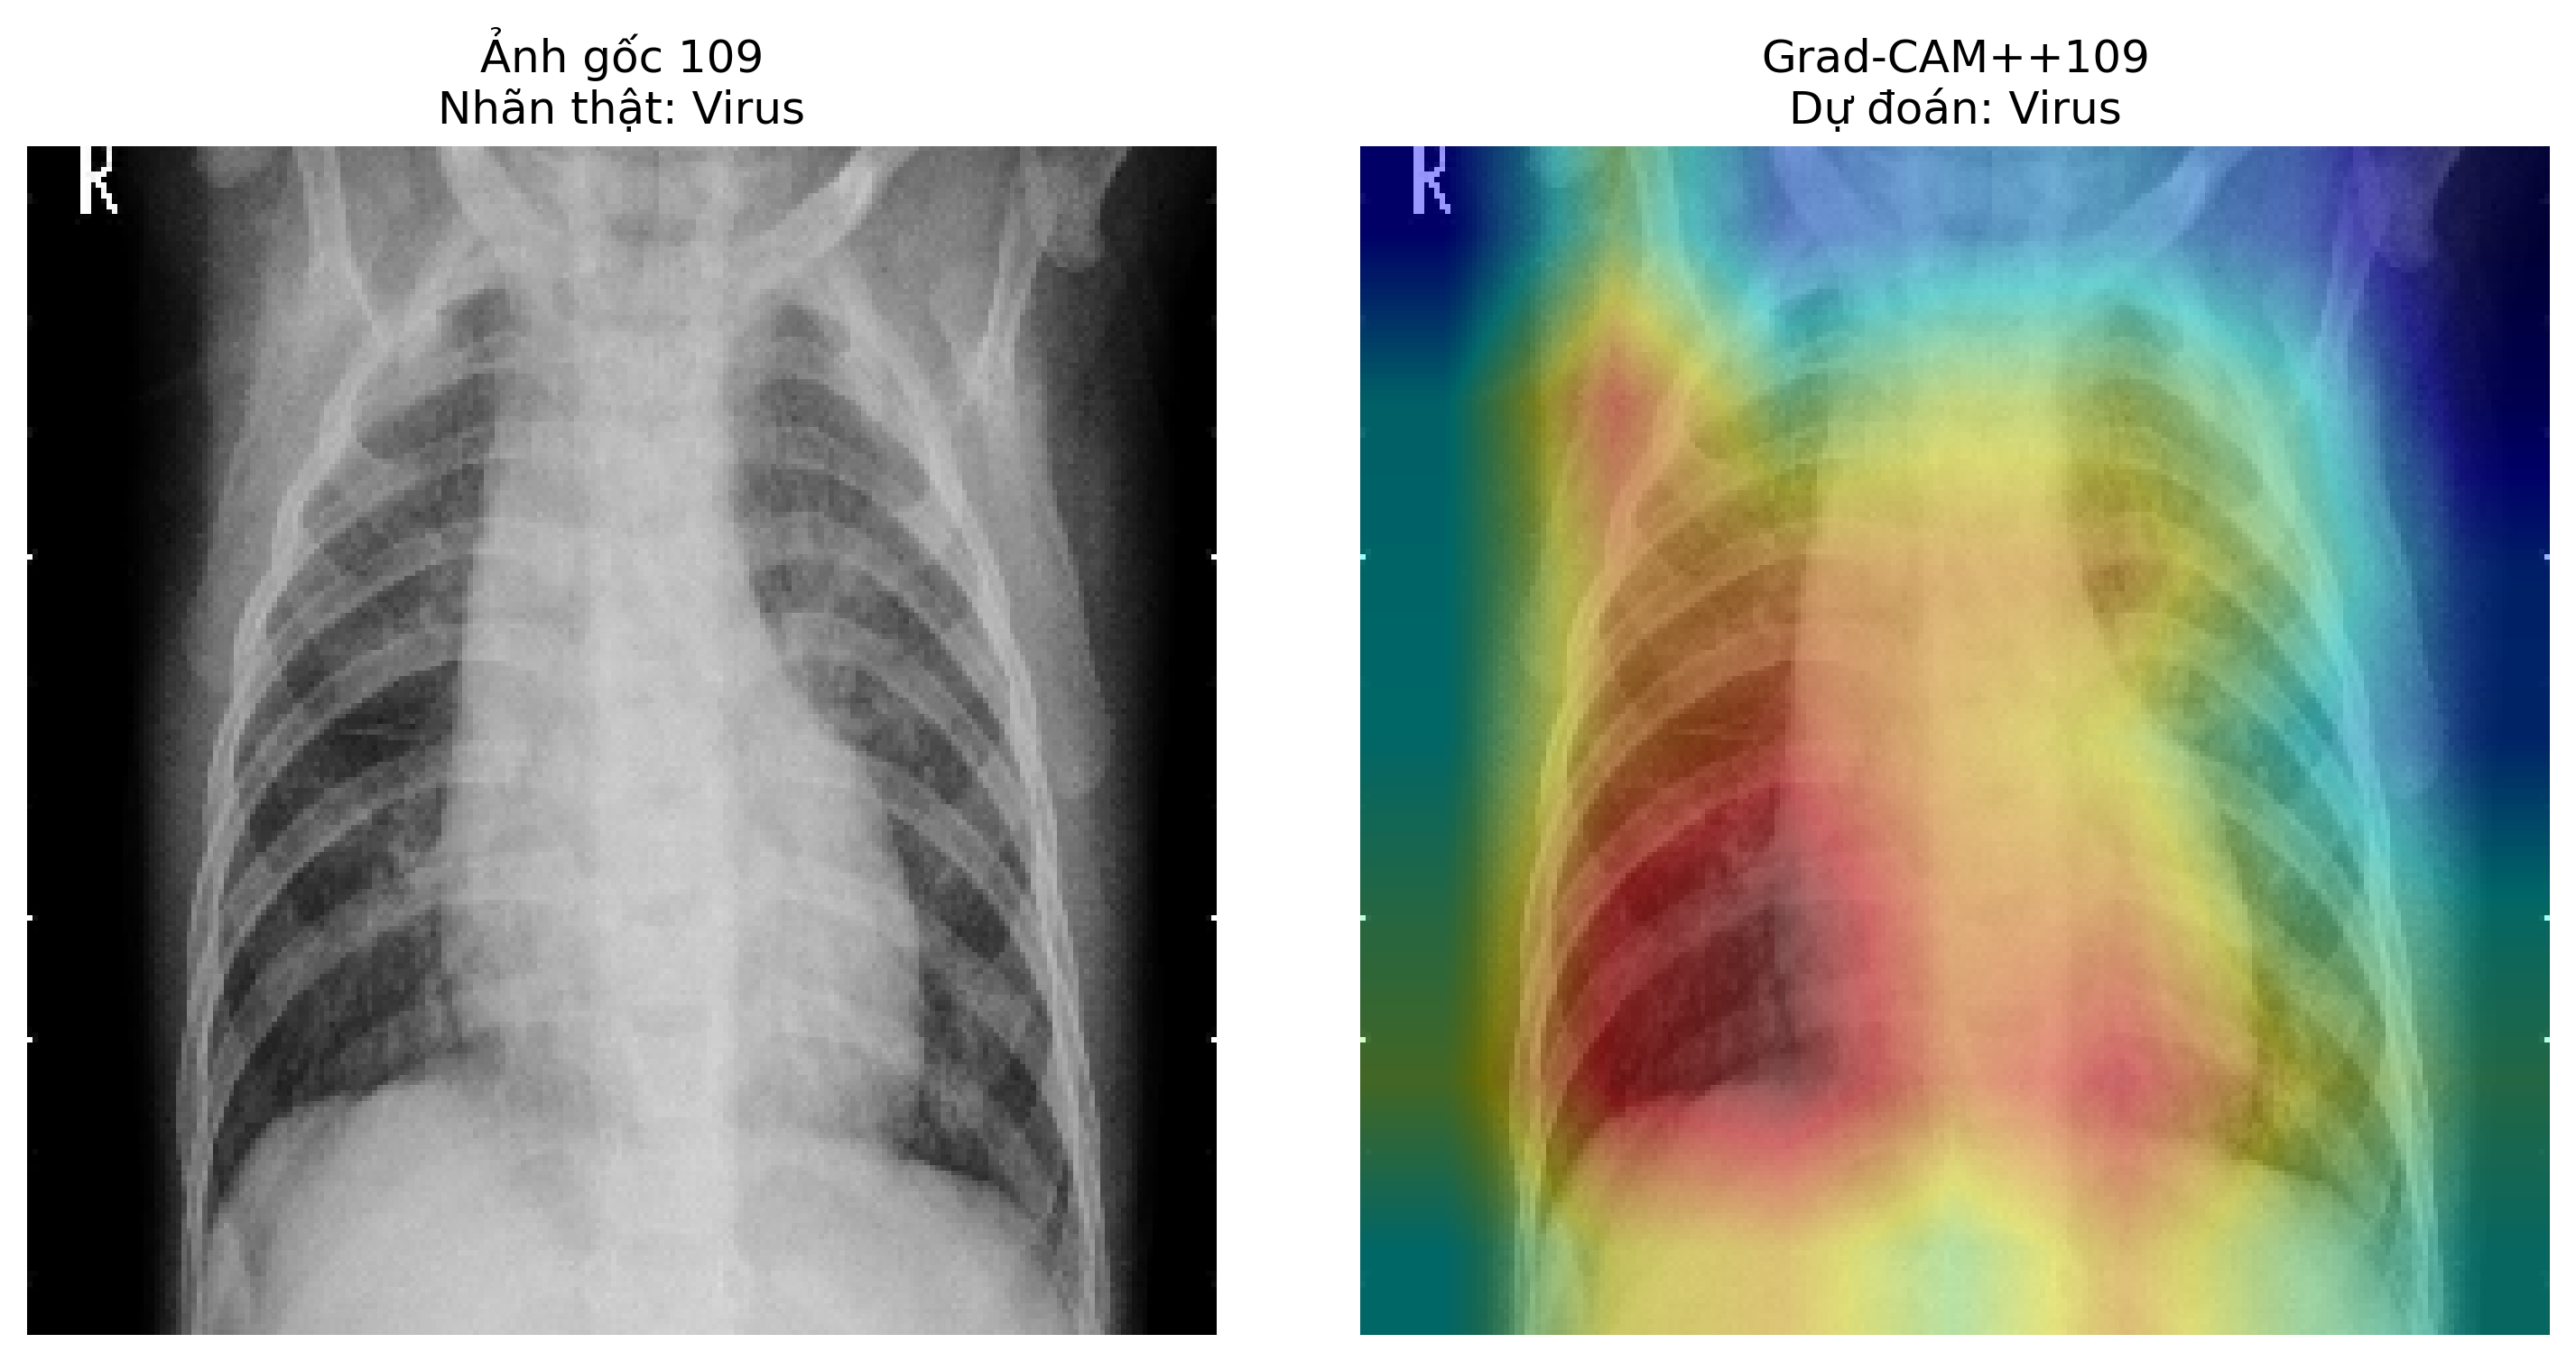 Ảnh gốc 109
Nhãn thật: Virus
Grad-CAM++109
Dự đoán: Virus
R
R